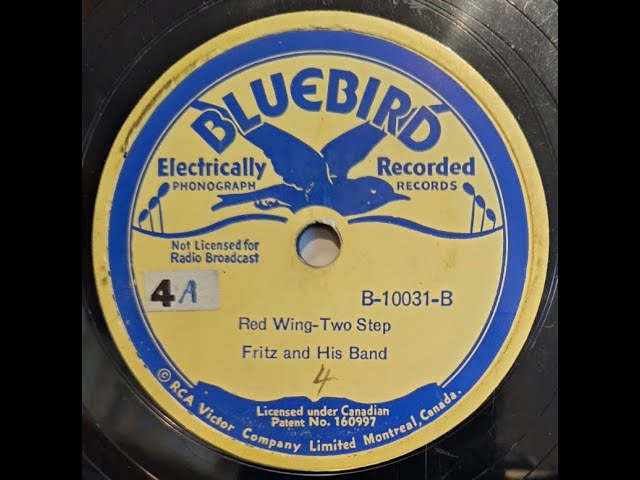 BLUEBIRD
Electrically Recorded
PHONOGRAPH RECORDS
Not Licensed for
Radio Broadcast
4A
B-10031-B
Red Wing-Two Step
Fritz and His Band
4
Licensed under Canadian
Patent No. 160997
© RCA Victor Company Limited Montreal, Canada.